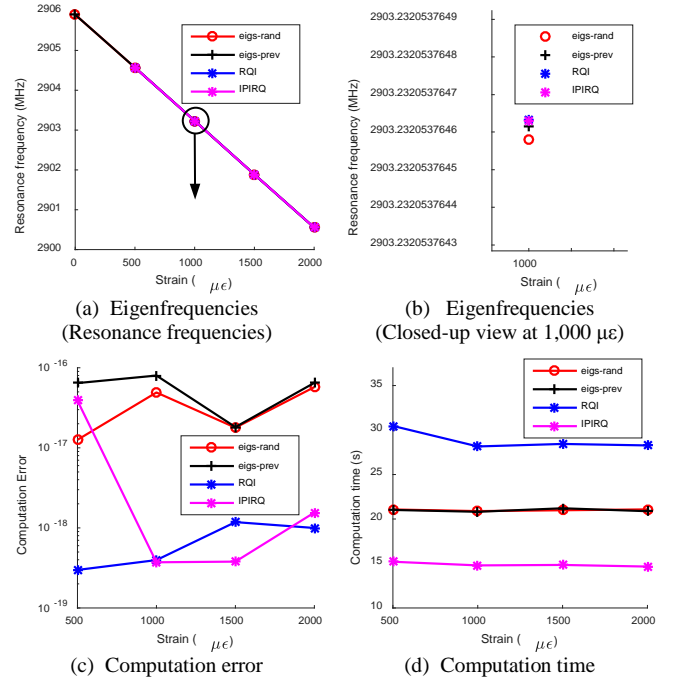 2906
2905
2904
2903
2902
2901
2900
Resonance frequency (MHz)
eigs-rand
eigs-prev
RQI
IPIRQ
0
500
1000
1500
2000
Strain ( με)
(a) Eigenfrequencies
(Resonance frequencies)
2903.2320537649
2903.2320537648
2903.2320537647
2903.2320537646
2903.2320537645
2903.2320537644
2903.2320537643
Resonance frequency (MHz)
eigs-rand
eigs-prev
RQI
IPIRQ
1000
Strain ( με)
(b) Eigenfrequencies
(Closed-up view at 1,000 με)
10⁻¹⁶
10⁻¹⁷
10⁻¹⁸
10⁻¹⁹
Computation Error
eigs-rand
eigs-prev
RQI
IPIRQ
500
1000
1500
2000
Strain ( με)
(c) Computation error
35
30
25
20
15
10
Computation time (s)
eigs-rand
eigs-prev
RQI
IPIRQ
500
1000
1500
2000
Strain ( με)
(d) Computation time